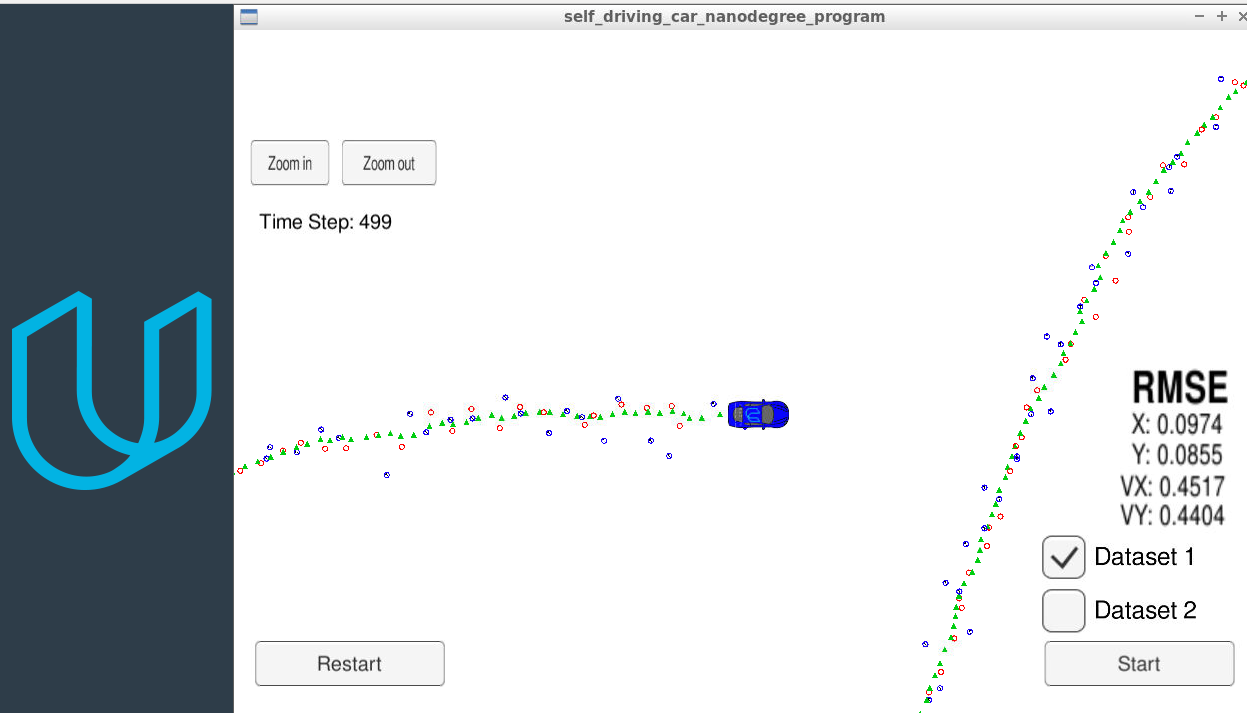 self_driving_car_nanodegree_program
Zoom in
Zoom out
Time Step: 499
RMSE
X: 0.0974
Y: 0.0855
VX: 0.4517
VY: 0.4404
Dataset 1
Dataset 2
Restart
Start